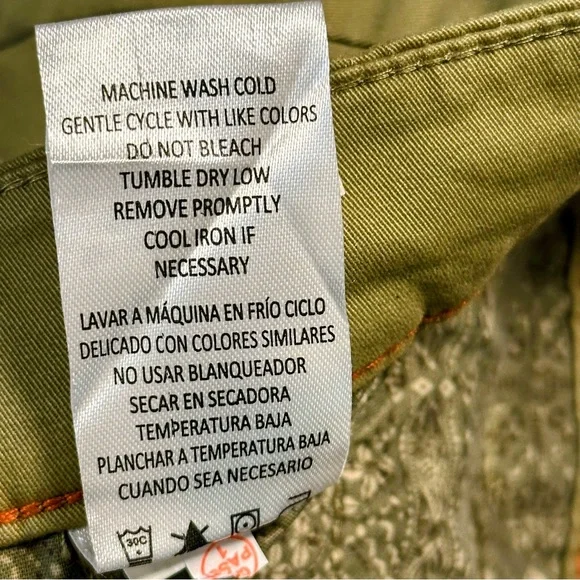 MACHINE WASH COLD
GENTLE CYCLE WITH LIKE COLORS
DO NOT BLEACH
TUMBLE DRY LOW
REMOVE PROMPTLY
COOL IRON IF
NECESSARY
LAVAR A MÁQUINA EN FRÍO CICLO
DELICADO CON COLORES SIMILARES
NO USAR BLANQUEADOR
SECAR EN SECADORA
TEMPERATURA BAJA
PLANCHAR A TEMPERATURA BAJA
CUANDO SEA NECESARIO
30C